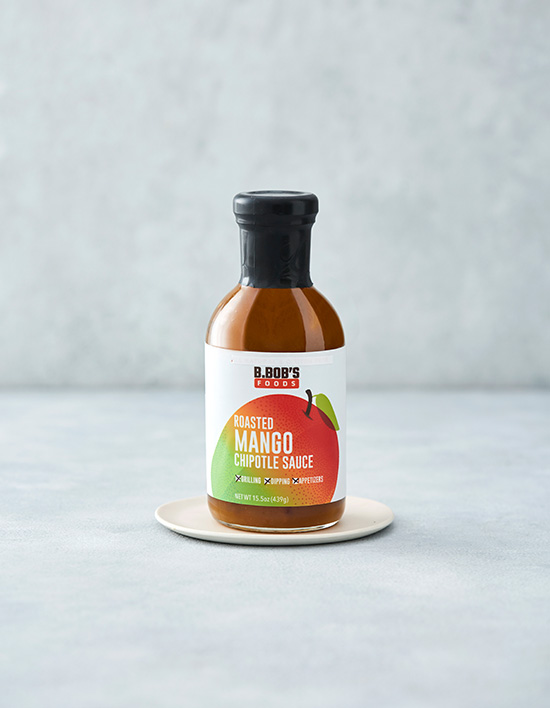 B.BOB'S
FOODS
ROASTED
MANGO
CHIPOTLE SAUCE
GRILLING DIPPING APPETIZERS
NET WT 15.5oz (439g)